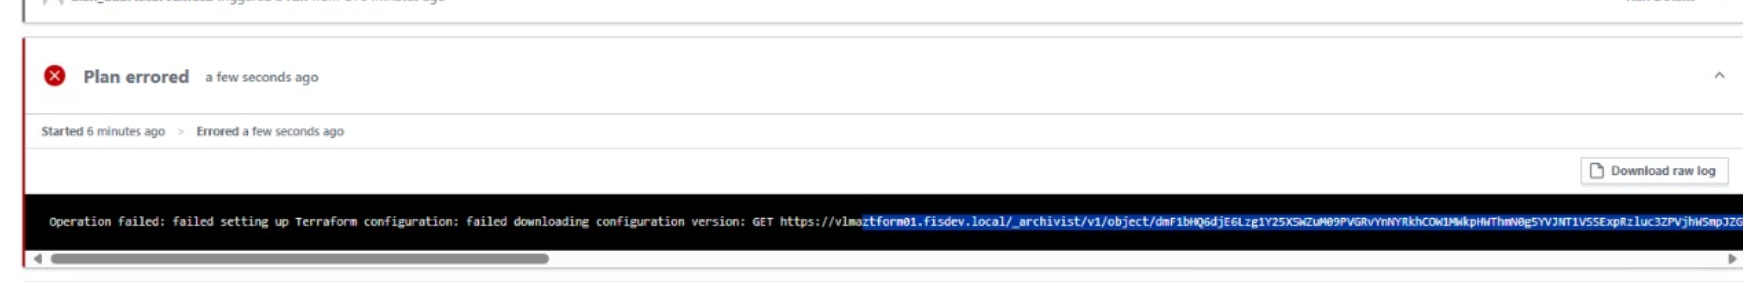 Plan errored a few seconds ago
Started 6 minutes ago > Errored a few seconds ago
Download raw log
Operation failed: failed setting up Terraform configuration: failed downloading configuration version: GET https://vlmaztform01.fisdev.local/_archivist/v1/object/